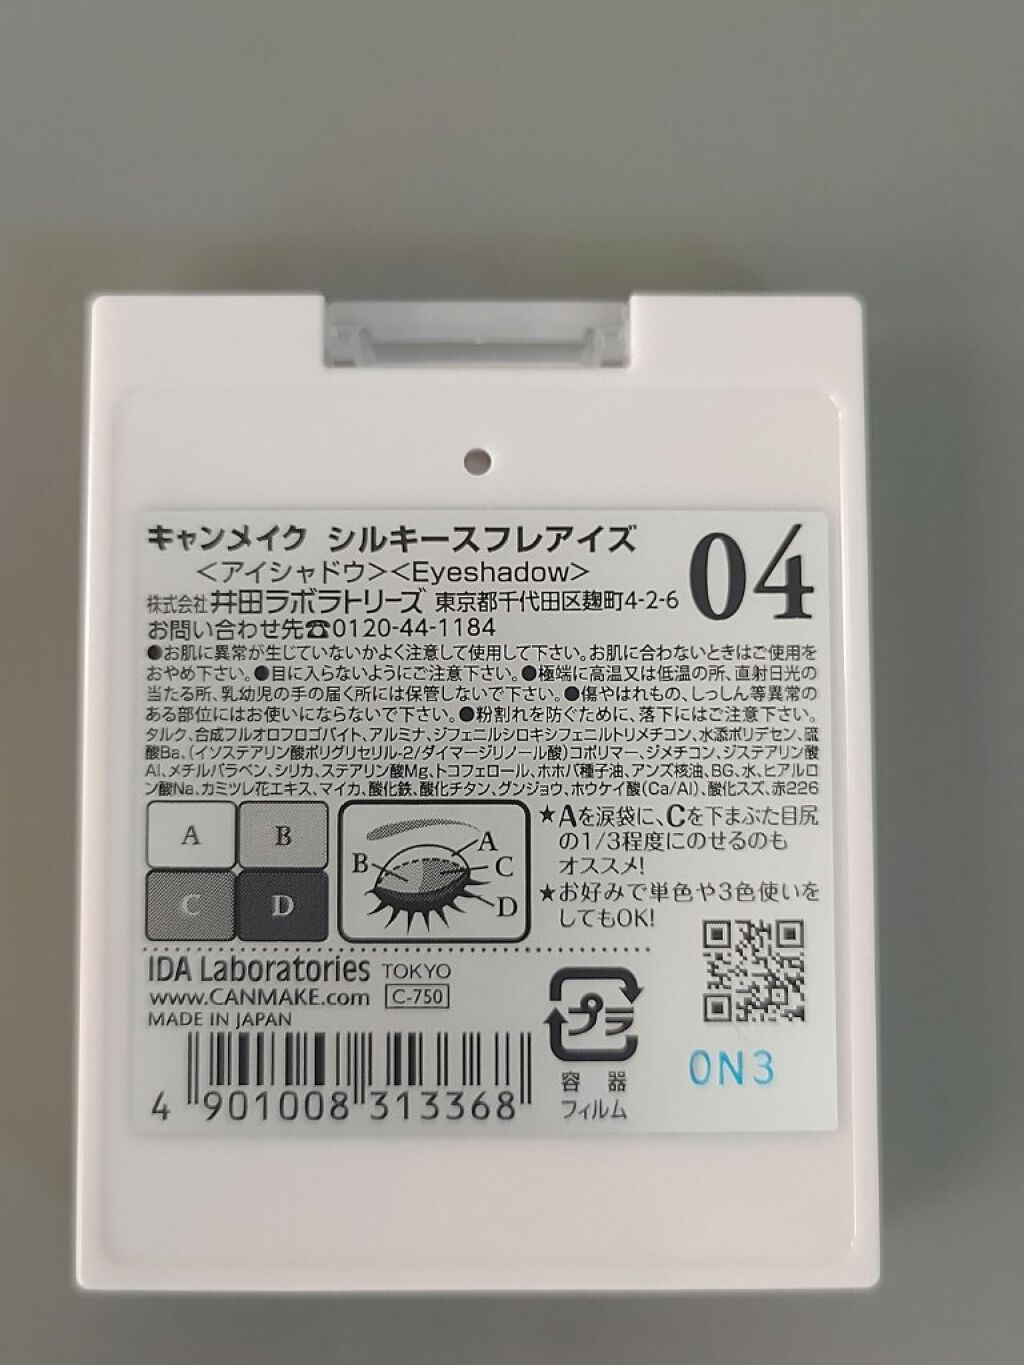 キャンメイク シルキースフレアイズ
04
＜アイシャドウ＞＜Eyeshadow＞
株式会社 井田ラボラトリーズ 東京都千代田区麹町4-2-6
お問い合わせ先☎0120-44-1184
●お肌に異常が生じていないかよく注意して使用して下さい。お肌に合わないときはご使用を
おやめ下さい。●目に入らないようにご注意下さい。●極端に高温又は低温の所、直射日光の
当たる所、乳幼児の手の届く所には保管しないで下さい。●傷やはれもの、しっしん等異常の
ある部位にはお使いにならないで下さい。●粉割れを防ぐために、落下にはご注意下さい。
タルク、合成フルオロフロゴパイト、アルミナ、ジフェニルシロキシフェニルトリメチコン、水添ポリデセン、硫
酸Ba、(イソステアリン酸ポリグリセリル-2/ダイマージリノール酸)コポリマー、ジメチコン、ジステアリン酸
Al、メチルパラベン、シリカ、ステアリン酸Mg、トコフェロール、ホホバ種子油、アンズ核油、BG、水、ヒアルロ
ン酸Na、カミツレ花エキス、マイカ、酸化鉄、酸化チタン、グンジョウ、ホウケイ酸(Ca/Al)、酸化スズ、赤226
A B
C D
A
B C
D
★Aを涙袋に、Cを下まぶた目尻
の1/3程度にのせるのも
オススメ!
★お好みで単色や3色使いを
してもOK!
IDA Laboratories TOKYO
www.CANMAKE.com C-750
MADE IN JAPAN
4 901008 313368
プラ
容器
フィルム
0N3